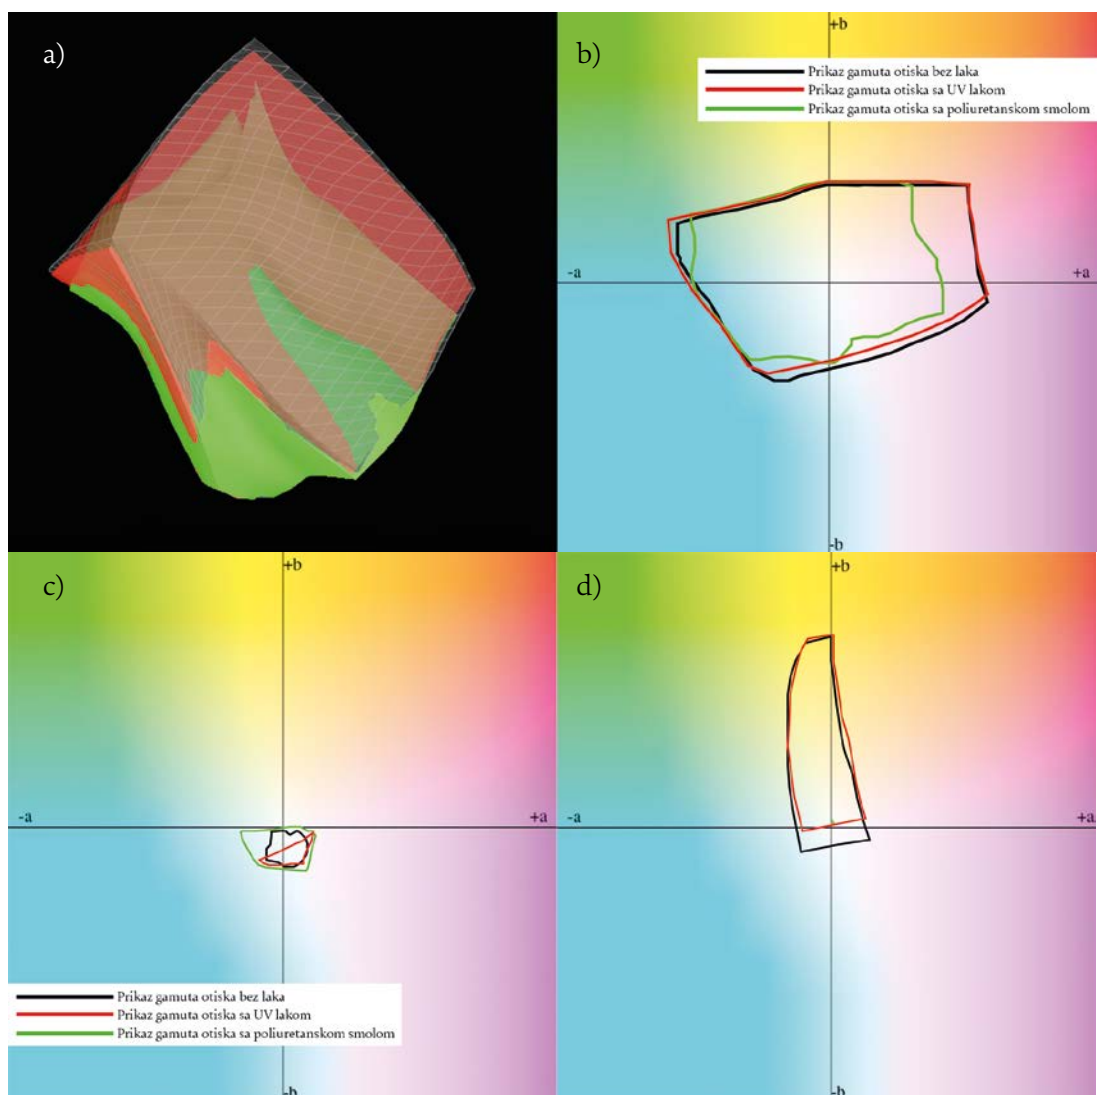 a)
b)
+b
Prikaz gamuta otiska bez laka
Prikaz gamuta otiska sa UV lakom
Prikaz gamuta otiska sa poliuretanskom smolom
-a
+a
-b
c)
+b
-a
+a
Prikaz gamuta otiska bez laka
Prikaz gamuta otiska sa UV lakom
Prikaz gamuta otiska sa poliuretanskom smolom
-b
d)
+b
-a
+a
-b